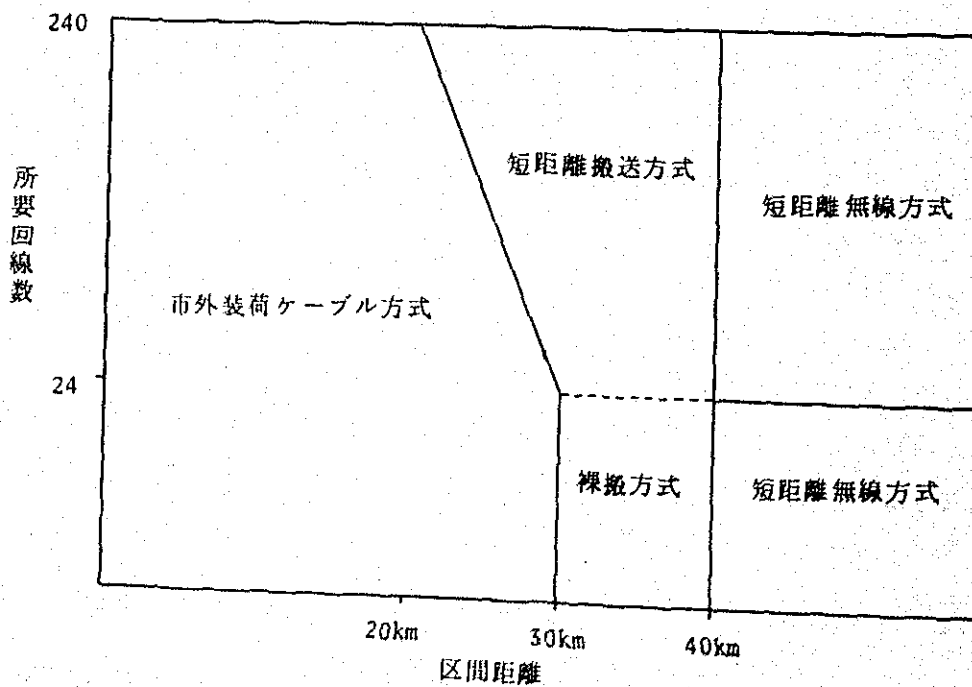 240
短距離搬送方式
短距離無線方式
所要回線数
市外装荷ケーブル方式
24
裸搬方式
短距離無線方式
20km
30km
40km
区間距離